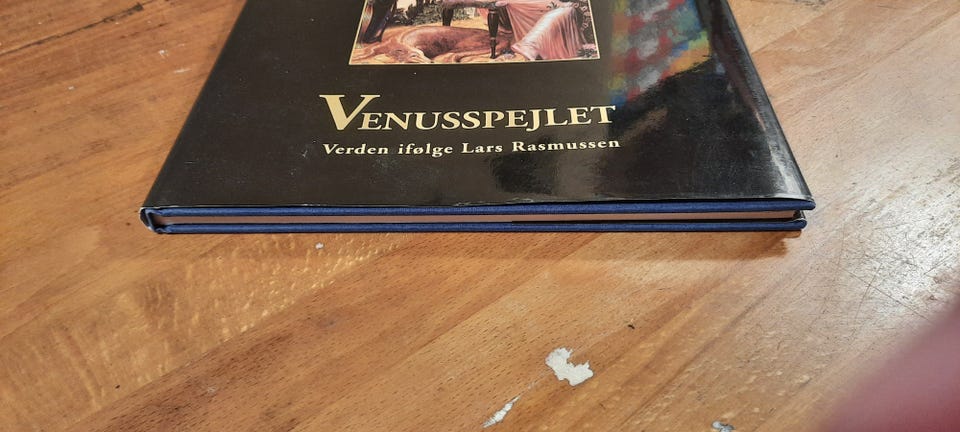 VENUSSPEJLET
Verden ifølge Lars Rasmussen